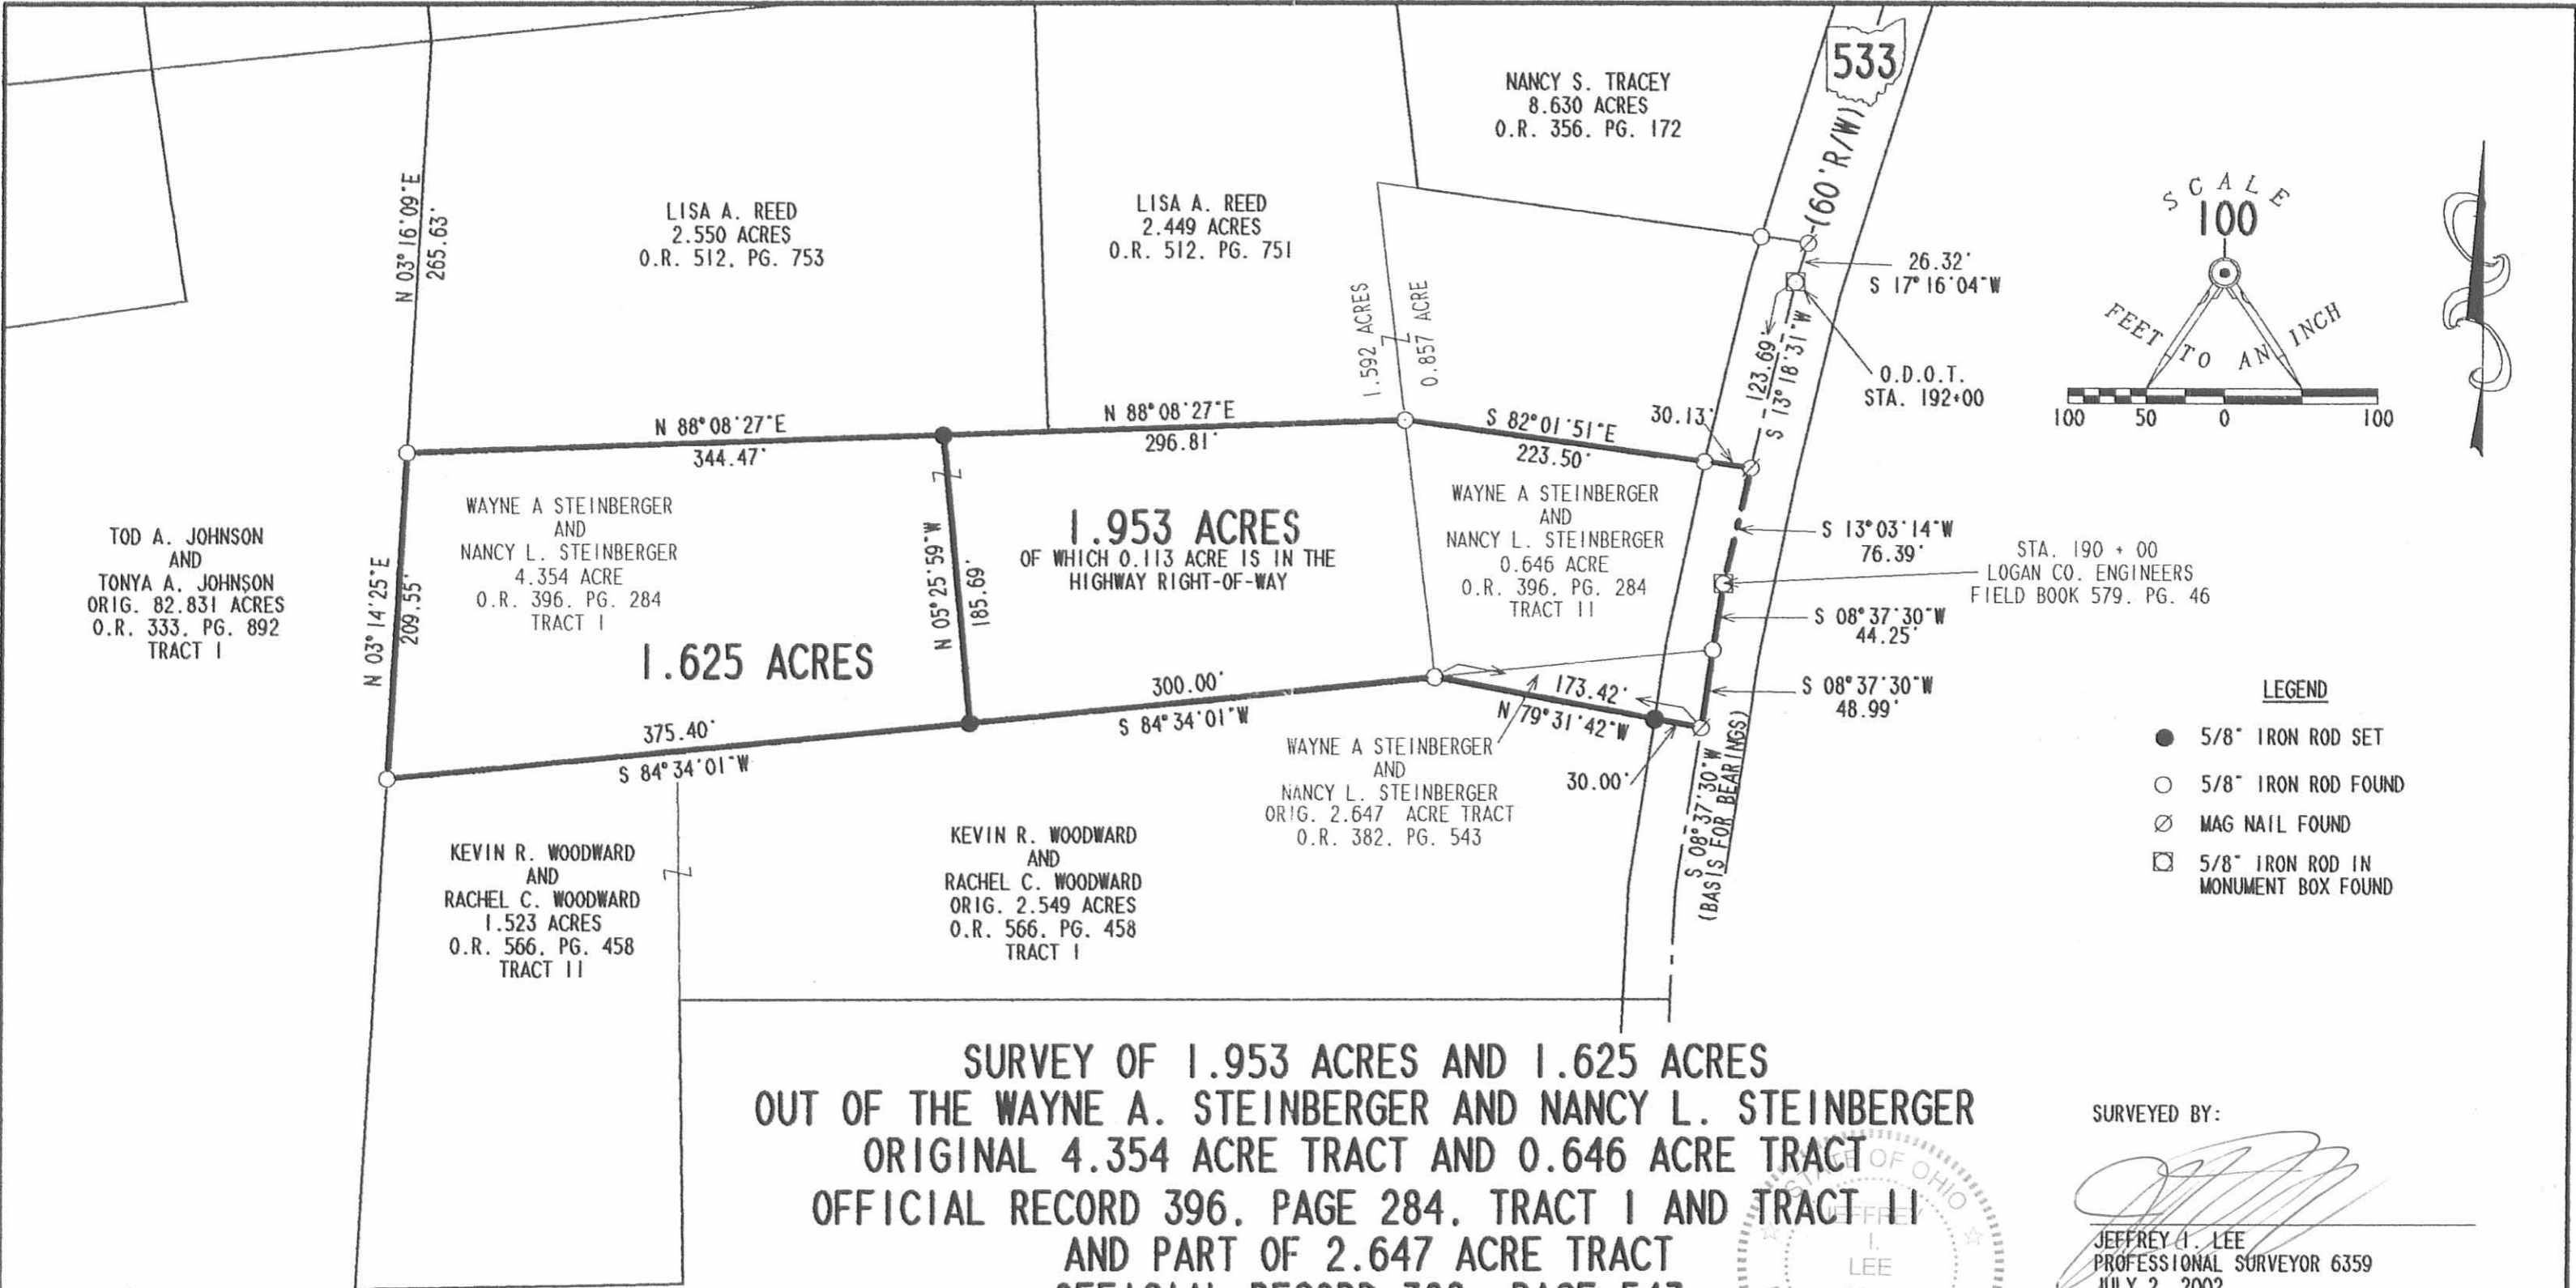 533
(60' R/W)
NANCY S. TRACEY
8.630 ACRES
O.R. 356. PG. 172
LISA A. REED
2.550 ACRES
O.R. 512. PG. 753
LISA A. REED
2.449 ACRES
O.R. 512. PG. 751
N 03° 16' 09" E
265.63'
1.592 ACRES
0.857 ACRE
26.32'
S 17° 16' 04" W
123.69'
S 13° 18' 31" W
O.D.O.T.
STA. 192+00
SCALE
100
FEET TO AN INCH
100 50 0 100
N 88° 08' 27" E
344.47'
N 88° 08' 27" E
296.81'
S 82° 01' 51" E
223.50'
30.13'
TOD A. JOHNSON
AND
TONYA A. JOHNSON
ORIG. 82.831 ACRES
O.R. 333. PG. 892
TRACT I
N 03° 14' 25" E
209.55'
WAYNE A STEINBERGER
AND
NANCY L. STEINBERGER
4.354 ACRE
O.R. 396. PG. 284
TRACT I
1.625 ACRES
N 05° 25' 59" W
185.69'
1.953 ACRES
OF WHICH 0.113 ACRE IS IN THE
HIGHWAY RIGHT-OF-WAY
WAYNE A STEINBERGER
AND
NANCY L. STEINBERGER
0.646 ACRE
O.R. 396. PG. 284
TRACT II
S 13° 03' 14" W
76.39'
STA. 190 + 00
LOGAN CO. ENGINEERS
FIELD BOOK 579. PG. 46
S 08° 37' 30" W
44.25'
S 08° 37' 30" W
48.99'
375.40'
S 84° 34' 01" W
300.00'
S 84° 34' 01" W
173.42'
N 79° 31' 42" W
30.00'
S 08° 37' 30" W
(BASIS FOR BEARINGS)
WAYNE A STEINBERGER
AND
NANCY L. STEINBERGER
ORIG. 2.647 ACRE TRACT
O.R. 382. PG. 543
KEVIN R. WOODWARD
AND
RACHEL C. WOODWARD
1.523 ACRES
O.R. 566. PG. 458
TRACT II
KEVIN R. WOODWARD
AND
RACHEL C. WOODWARD
ORIG. 2.549 ACRES
O.R. 566. PG. 458
TRACT I
LEGEND
5/8" IRON ROD SET
5/8" IRON ROD FOUND
MAG NAIL FOUND
5/8" IRON ROD IN
MONUMENT BOX FOUND
SURVEY OF 1.953 ACRES AND 1.625 ACRES
OUT OF THE WAYNE A. STEINBERGER AND NANCY L. STEINBERGER
ORIGINAL 4.354 ACRE TRACT AND 0.646 ACRE TRACT
OFFICIAL RECORD 396. PAGE 284. TRACT I AND TRACT II
AND PART OF 2.647 ACRE TRACT
OFFICIAL RECORD 382. PAGE 543
STATE OF OHIO
JEFFREY
I.
LEE
SURVEYED BY:
JEFFREY I. LEE
PROFESSIONAL SURVEYOR 6359
JULY 2, 2002